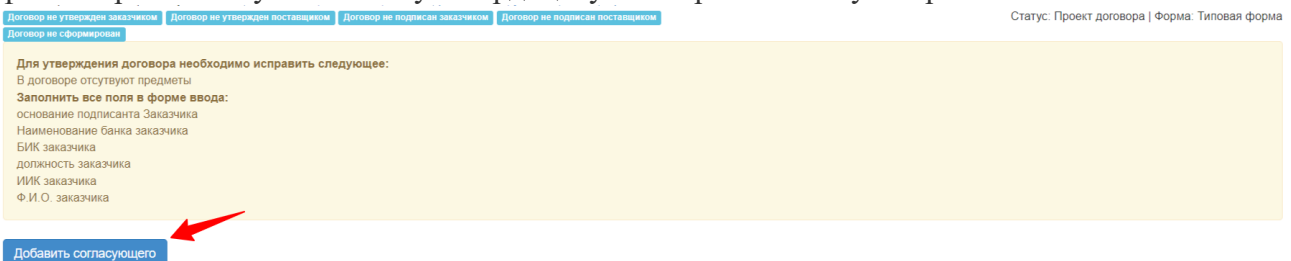 Договор не утвержден заказчиком Договор не утвержден поставщиком Договор не подписан заказчиком Договор не подписан поставщиком Статус: Проект договора | Форма: Типовая форма
Договор не сформирован
Для утверждения договора необходимо исправить следующее:
В договоре отсутвуют предметы
Заполнить все поля в форме ввода:
основание подписанта Заказчика
Наименование банка заказчика
БИК заказчика
должность заказчика
ИИК заказчика
Ф.И.О. заказчика
Добавить согласующего